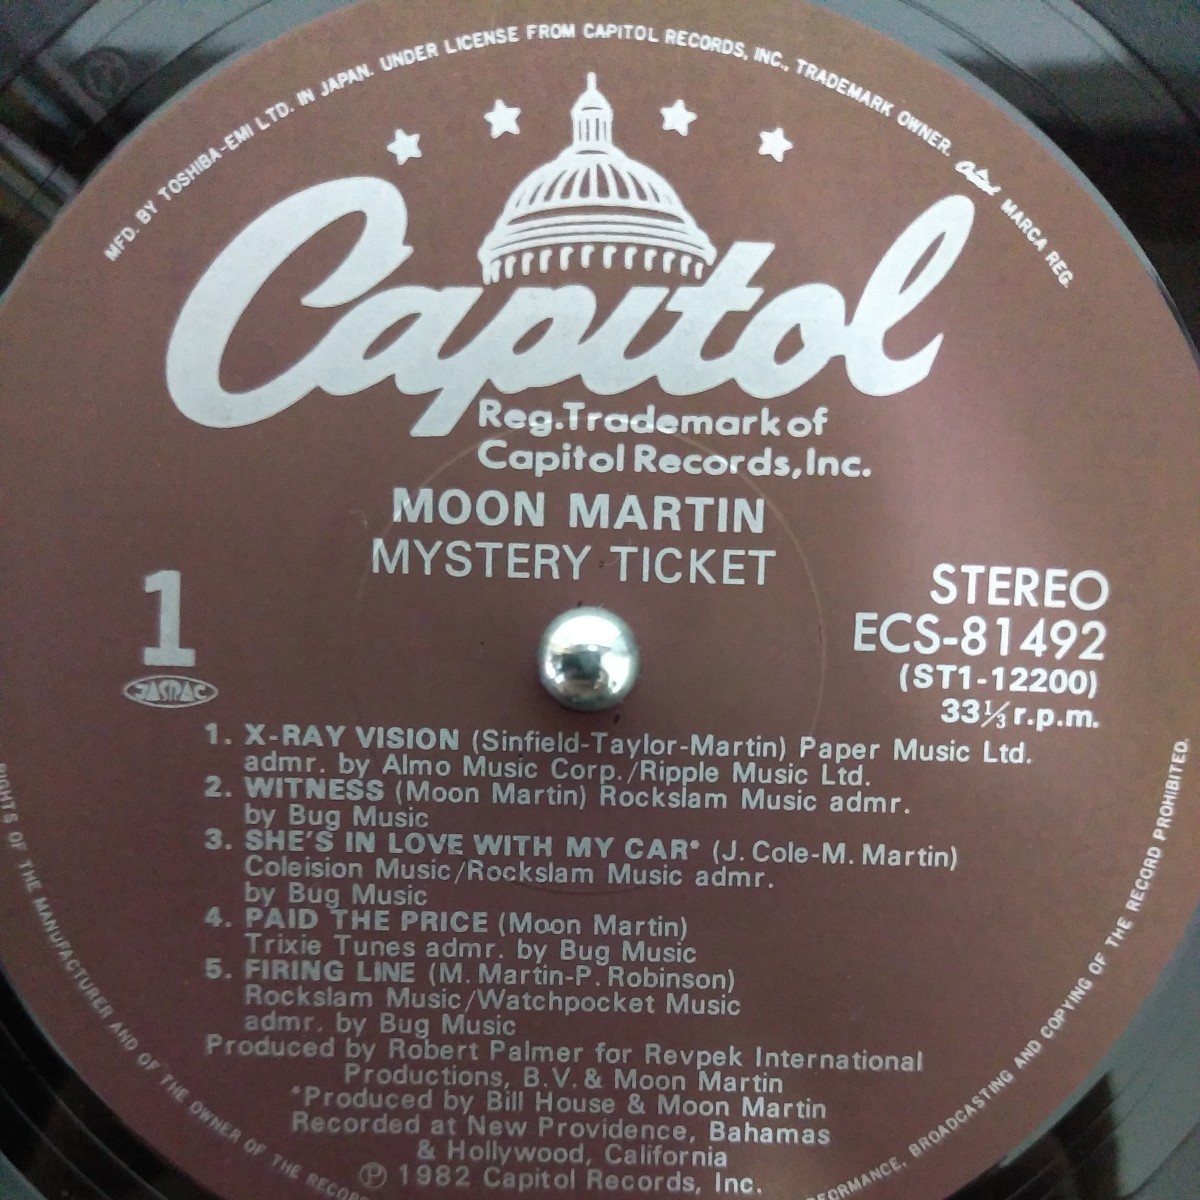 MFD. BY TOSHIBA-EMI LTD. IN JAPAN. UNDER LICENSE FROM CAPITOL RECORDS, INC., TRADEMARK OWNER. Capitol MARCA REG.
Capitol
Reg. Trademark of
Capitol Records, Inc.
MOON MARTIN
MYSTERY TICKET
1
JASRAC
STEREO
ECS-81492
(ST1-12200)
33⅓ r.p.m.
1. X-RAY VISION (Sinfield-Taylor-Martin) Paper Music Ltd.
admr. by Almo Music Corp./Ripple Music Ltd.
2. WITNESS (Moon Martin) Rockslam Music admr.
by Bug Music
3. SHE'S IN LOVE WITH MY CAR* (J. Cole-M. Martin)
Coleision Music/Rockslam Music admr.
by Bug Music
4. PAID THE PRICE (Moon Martin)
Trixie Tunes admr. by Bug Music
5. FIRING LINE (M. Martin-P. Robinson)
Rockslam Music/Watchpocket Music
admr. by Bug Music
Produced by Robert Palmer for Revpek International
Productions, B.V. & Moon Martin
*Produced by Bill House & Moon Martin
Recorded at New Providence, Bahamas
& Hollywood, California
Ⓟ 1982 Capitol Records, Inc.
RIGHTS OF THE MANUFACTURER AND OF THE OWNER OF THE
BROADCASTING AND COPYING OF THE RECORD PROHIBITED.